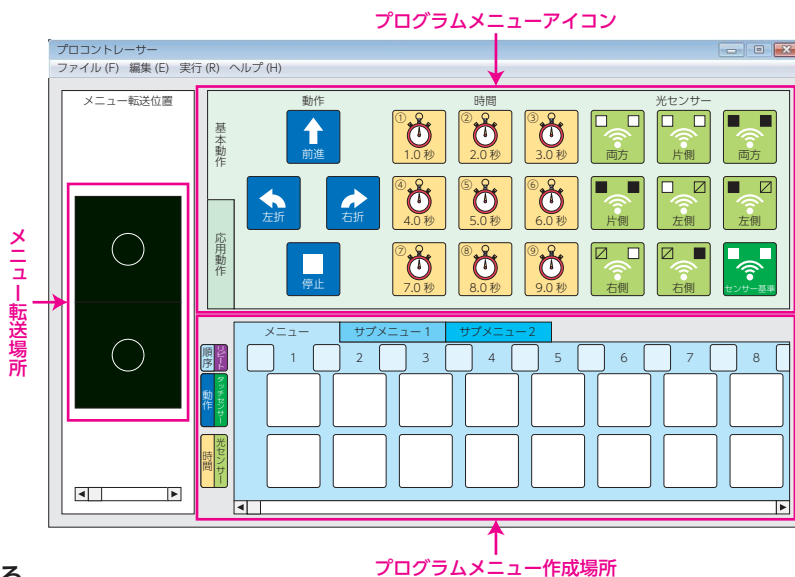 プログラムメニューアイコン
プロコントレーサー
ファイル (F) 編集 (E) 実行 (R) ヘルプ (H)
メニュー転送位置
動作
時間
光センサー
基本動作
応用動作
前進
① 1.0 秒
② 2.0 秒
③ 3.0 秒
両方
片側
両方
左折
右折
④ 4.0 秒
⑤ 5.0 秒
⑥ 6.0 秒
片側
左側
左側
停止
⑦ 7.0 秒
⑧ 8.0 秒
⑨ 9.0 秒
右側
右側
センサー基準
メニュー転送場所
メニュー サブメニュー 1 サブメニュー 2
順序 リピート
1 2 3 4 5 6 7 8
動作 タッチセンサー
時間 光センサー
プログラムメニュー作成場所
る